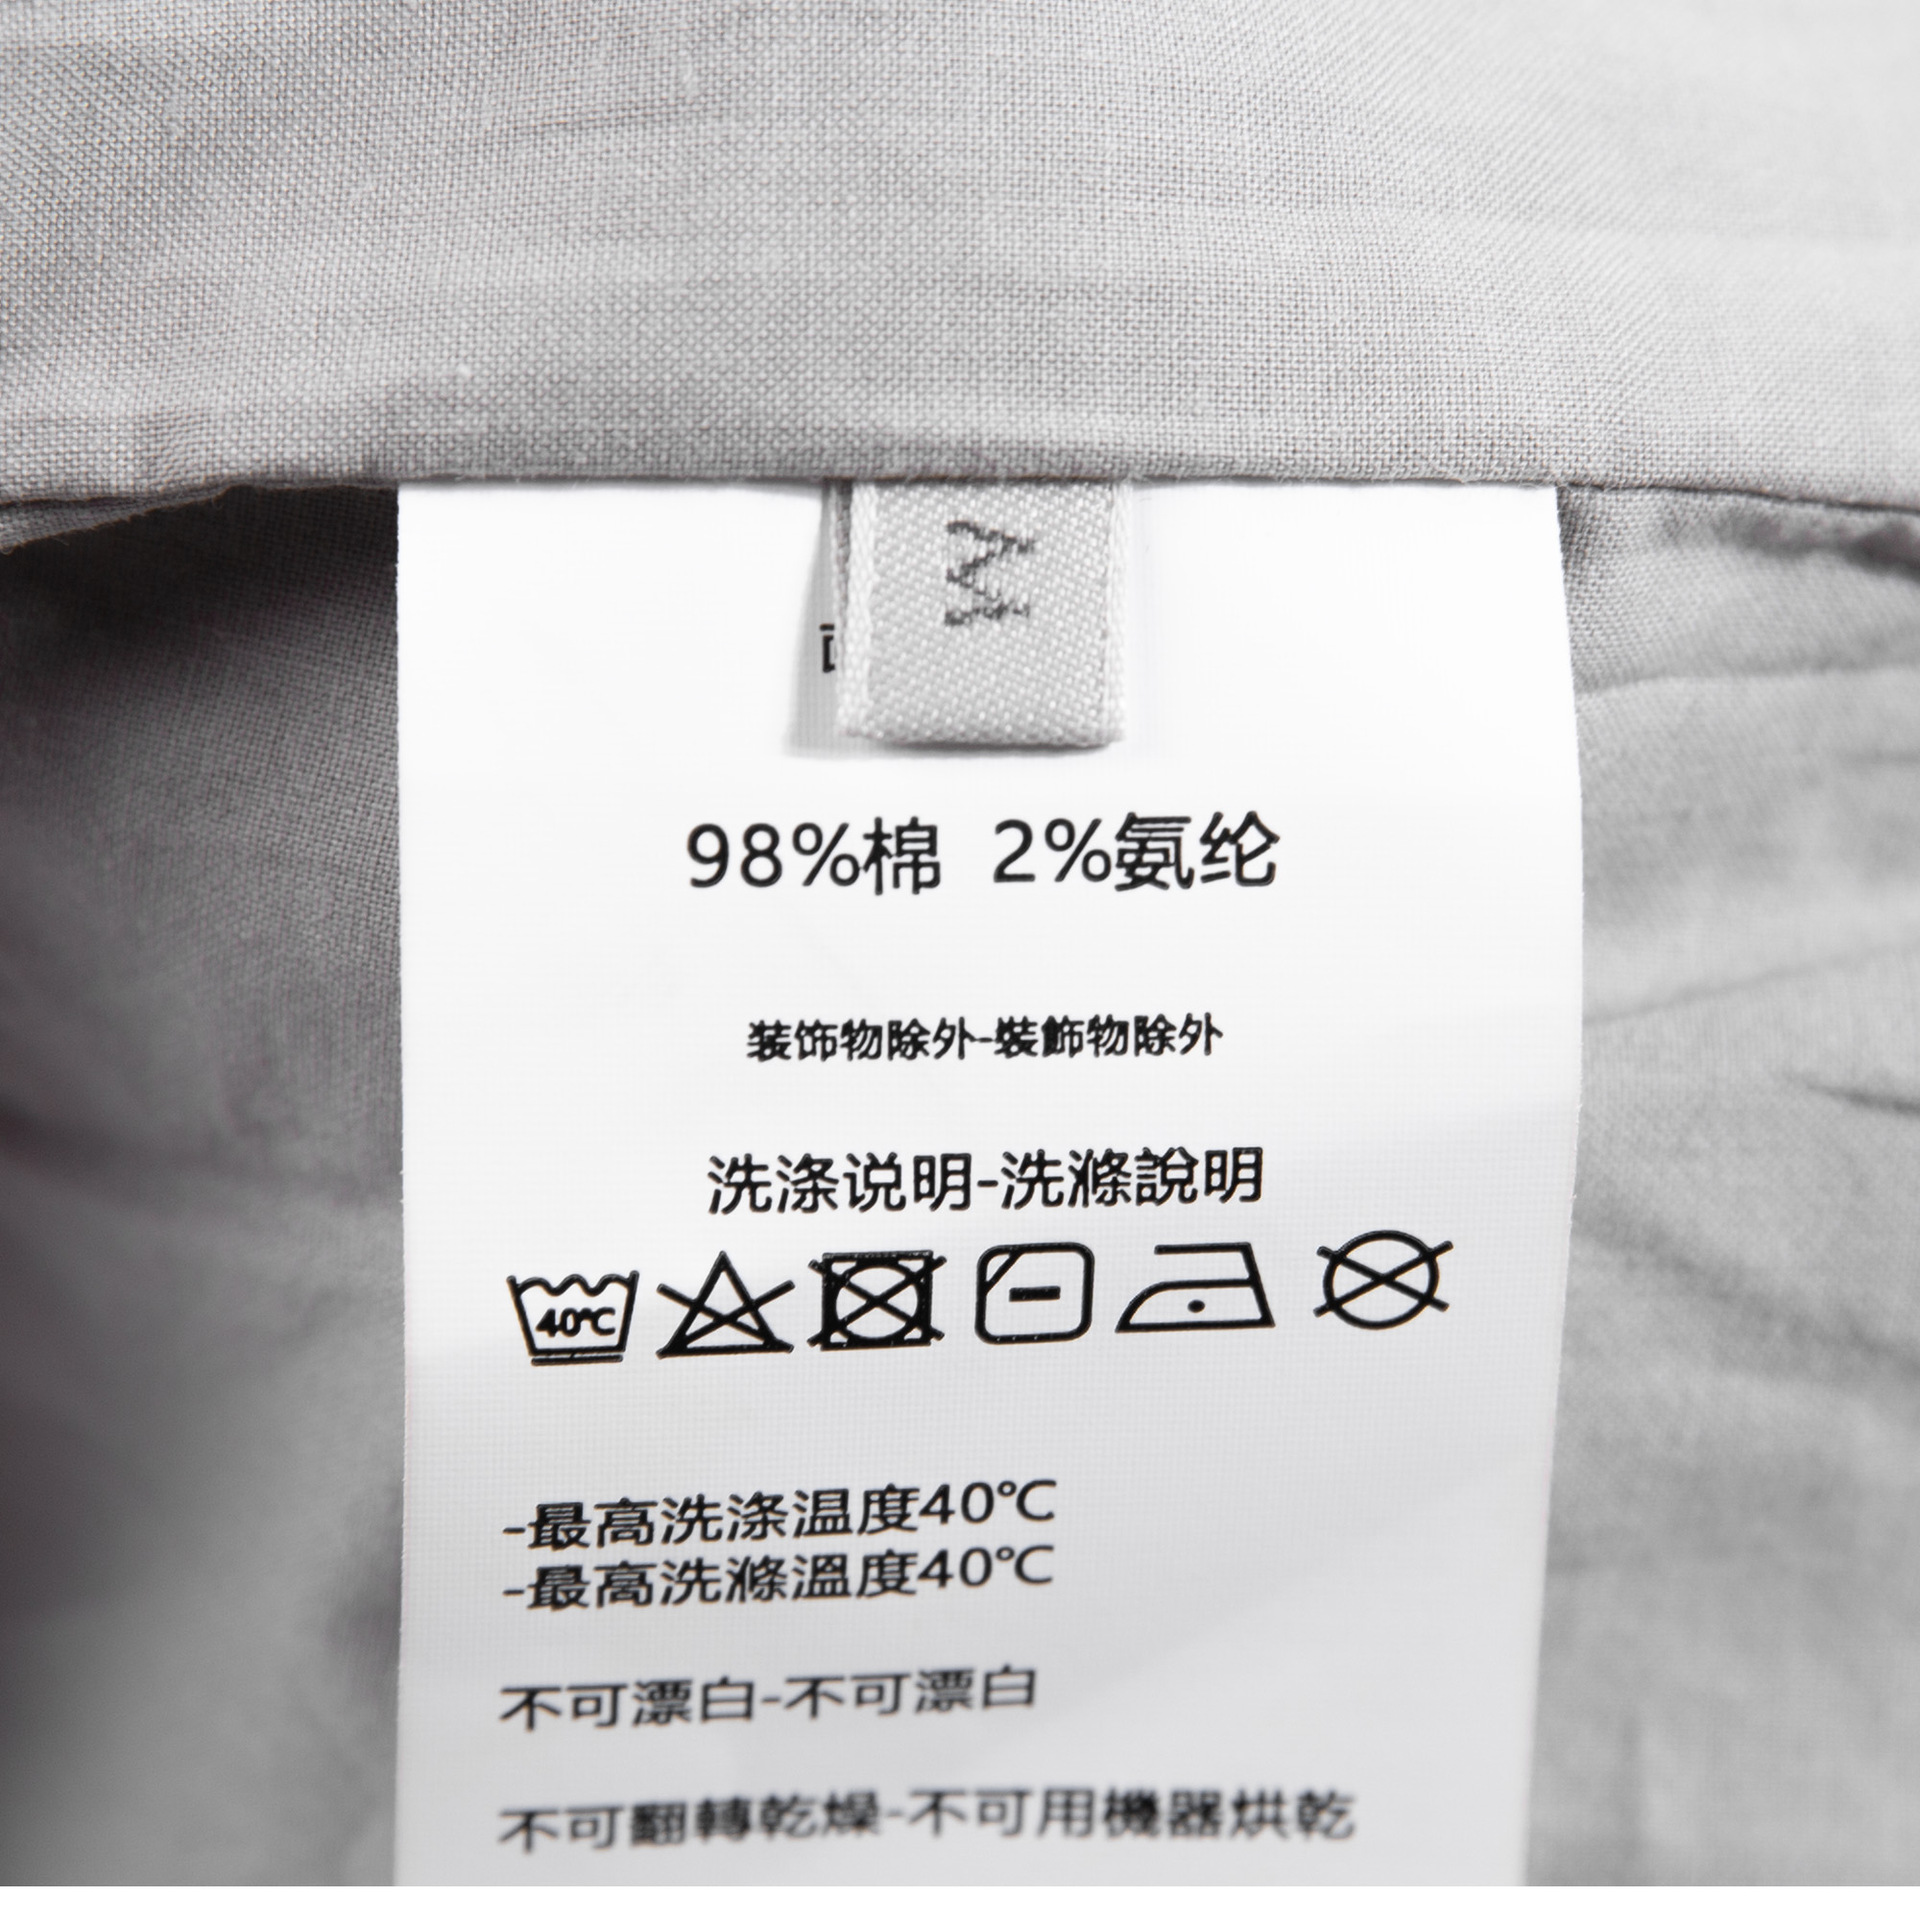 M
98%棉 2%氨纶
装饰物除外-裝飾物除外
洗涤说明-洗滌說明
40℃
-最高洗涤温度40℃
-最高洗滌溫度40℃
不可漂白-不可漂白
不可翻轉乾燥-不可用機器烘乾